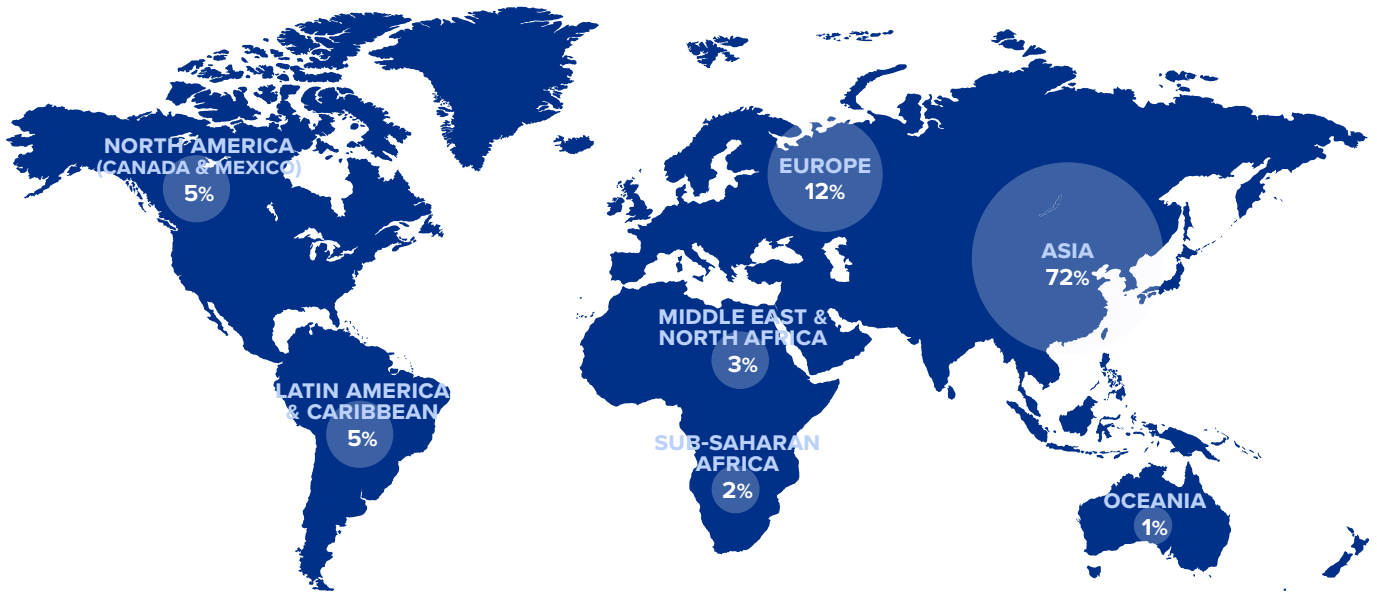 NORTH AMERICA
(CANADA & MEXICO)
5%
EUROPE
12%
ASIA
72%
MIDDLE EAST &
NORTH AFRICA
3%
LATIN AMERICA
& CARIBBEAN
5%
SUB-SAHARAN
AFRICA
2%
OCEANIA
1%